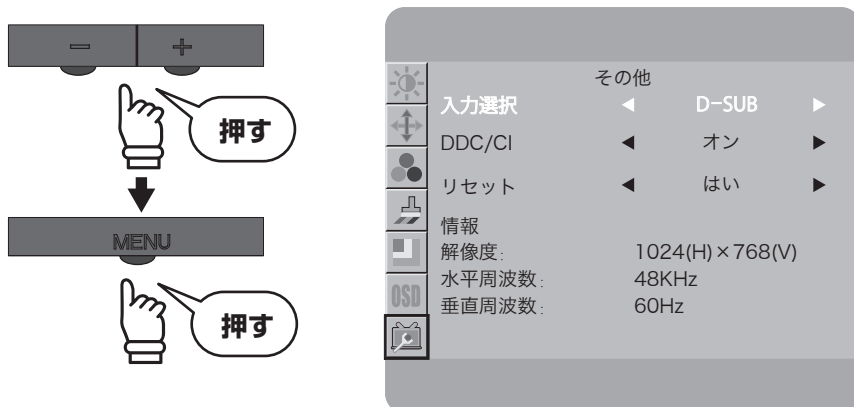 − +
押す
MENU
押す
その他
入力選択 ◀ D-SUB ▶
DDC/CI ◀ オン ▶
リセット ◀ はい ▶
情報
解像度: 1024(H)×768(V)
水平周波数: 48KHz
垂直周波数: 60Hz
OSD